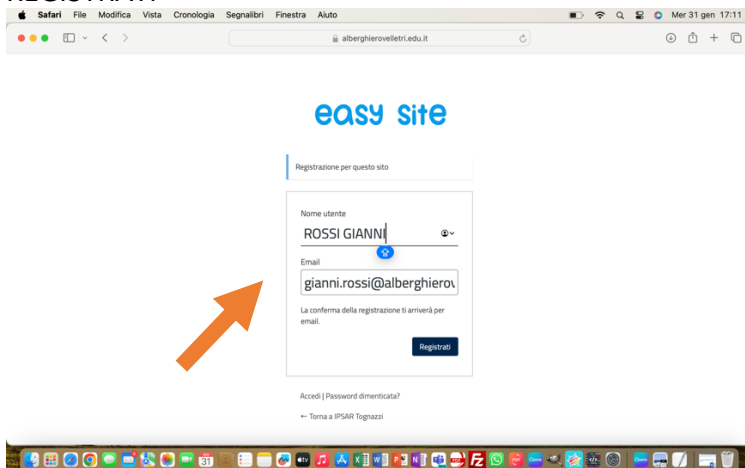 REGISTRATI
Safari File Modifica Vista Cronologia Segnalibri Finestra Aiuto Mer 31 gen 17:11
alberghierovelletri.edu.it
easy site
Registrazione per questo sito
Nome utente
ROSSI GIANNI
Email
gianni.rossi@alberghierov
La conferma della registrazione ti arriverà per
email.
Registrati
Accedi | Password dimenticata?
← Torna a IPSAR Tognazzi